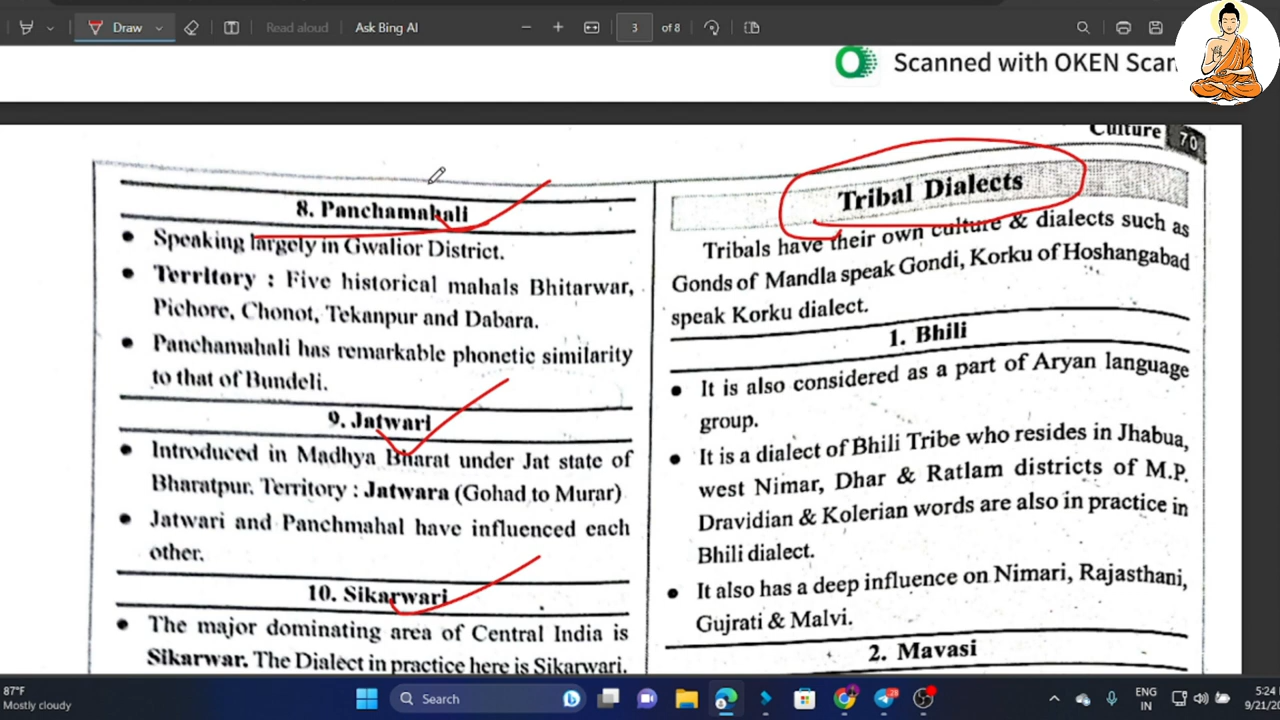 Draw
Read aloud
Ask Bing AI
3
of 8
Scanned with OKEN Scan
Culture 70
8. Panchamahali
Speaking largely in Gwalior District.
Territory : Five historical mahals Bhitarwar,
Pichore, Chonot, Tekanpur and Dabara.
Panchamahali has remarkable phonetic similarity
to that of Bundeli.
9. Jatwari
Introduced in Madhya Bharat under Jat state of
Bharatpur. Territory : Jatwara (Gohad to Murar)
Jatwari and Panchmahal have influenced each
other.
10. Sikarwari
The major dominating area of Central India is
Sikarwar. The Dialect in practice here is Sikarwari.
Tribal Dialects
Tribals have their own culture & dialects such as
Gonds of Mandla speak Gondi, Korku of Hoshangabad
speak Korku dialect.
1. Bhili
It is also considered as a part of Aryan language
group.
It is a dialect of Bhili Tribe who resides in Jhabua,
west Nimar, Dhar & Ratlam districts of M.P.
Dravidian & Kolerian words are also in practice in
Bhili dialect.
It also has a deep influence on Nimari, Rajasthani,
Gujrati & Malvi.
2. Mavasi
87°F
Mostly cloudy
Search
ENG
IN
5:24
9/21/20